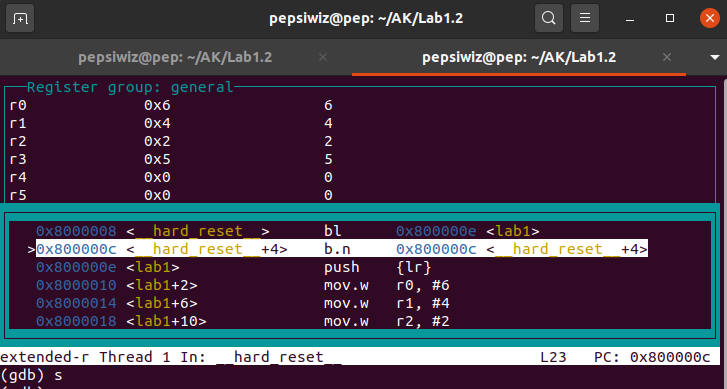 pepsiwiz@pep: ~/AK/Lab1.2
pepsiwiz@pep: ~/AK/Lab1.2 × pepsiwiz@pep: ~/AK/Lab1.2 ×
Register group: general
r0 0x6 6
r1 0x4 4
r2 0x2 2
r3 0x5 5
r4 0x0 0
r5 0x0 0
0x8000008 <__hard_reset__> bl 0x800000e <lab1>
>0x800000c <__hard_reset__+4> b.n 0x800000c <__hard_reset__+4>
0x800000e <lab1> push {lr}
0x8000010 <lab1+2> mov.w r0, #6
0x8000014 <lab1+6> mov.w r1, #4
0x8000018 <lab1+10> mov.w r2, #2
extended-r Thread 1 In: __hard_reset__ L23 PC: 0x800000c
(gdb) s